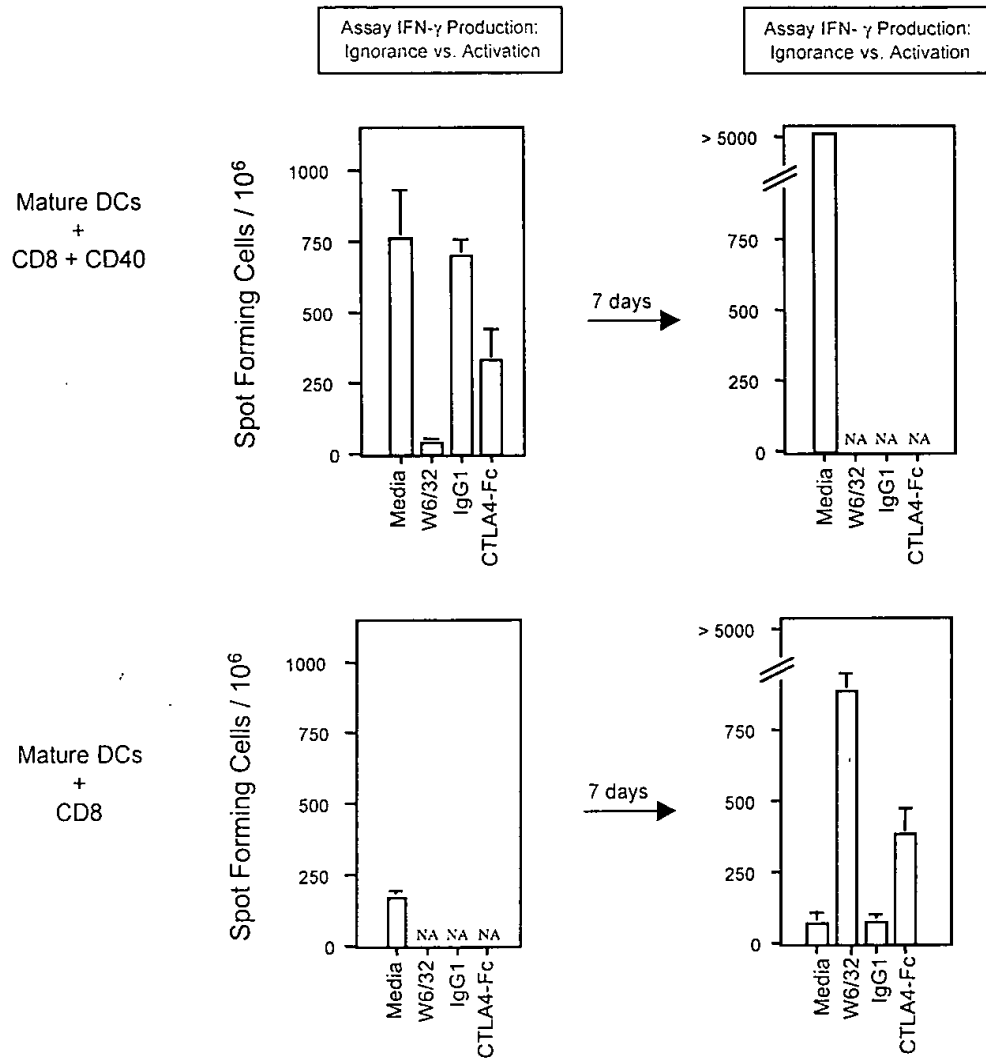 Assay IFN-γ Production:
Ignorance vs. Activation
Assay IFN- γ Production:
Ignorance vs. Activation
Mature DCs
+
CD8 + CD40
Spot Forming Cells / 10⁶
1000
750
500
250
0
Media
W6/32
IgG1
CTLA4-Fc
7 days
> 5000
750
500
250
0
NA NA NA
Media
W6/32
IgG1
CTLA4-Fc
Mature DCs
+
CD8
Spot Forming Cells / 10⁶
1000
750
500
250
0
NA NA NA
Media
W6/32
IgG1
CTLA4-Fc
7 days
> 5000
750
500
250
0
Media
W6/32
IgG1
CTLA4-Fc